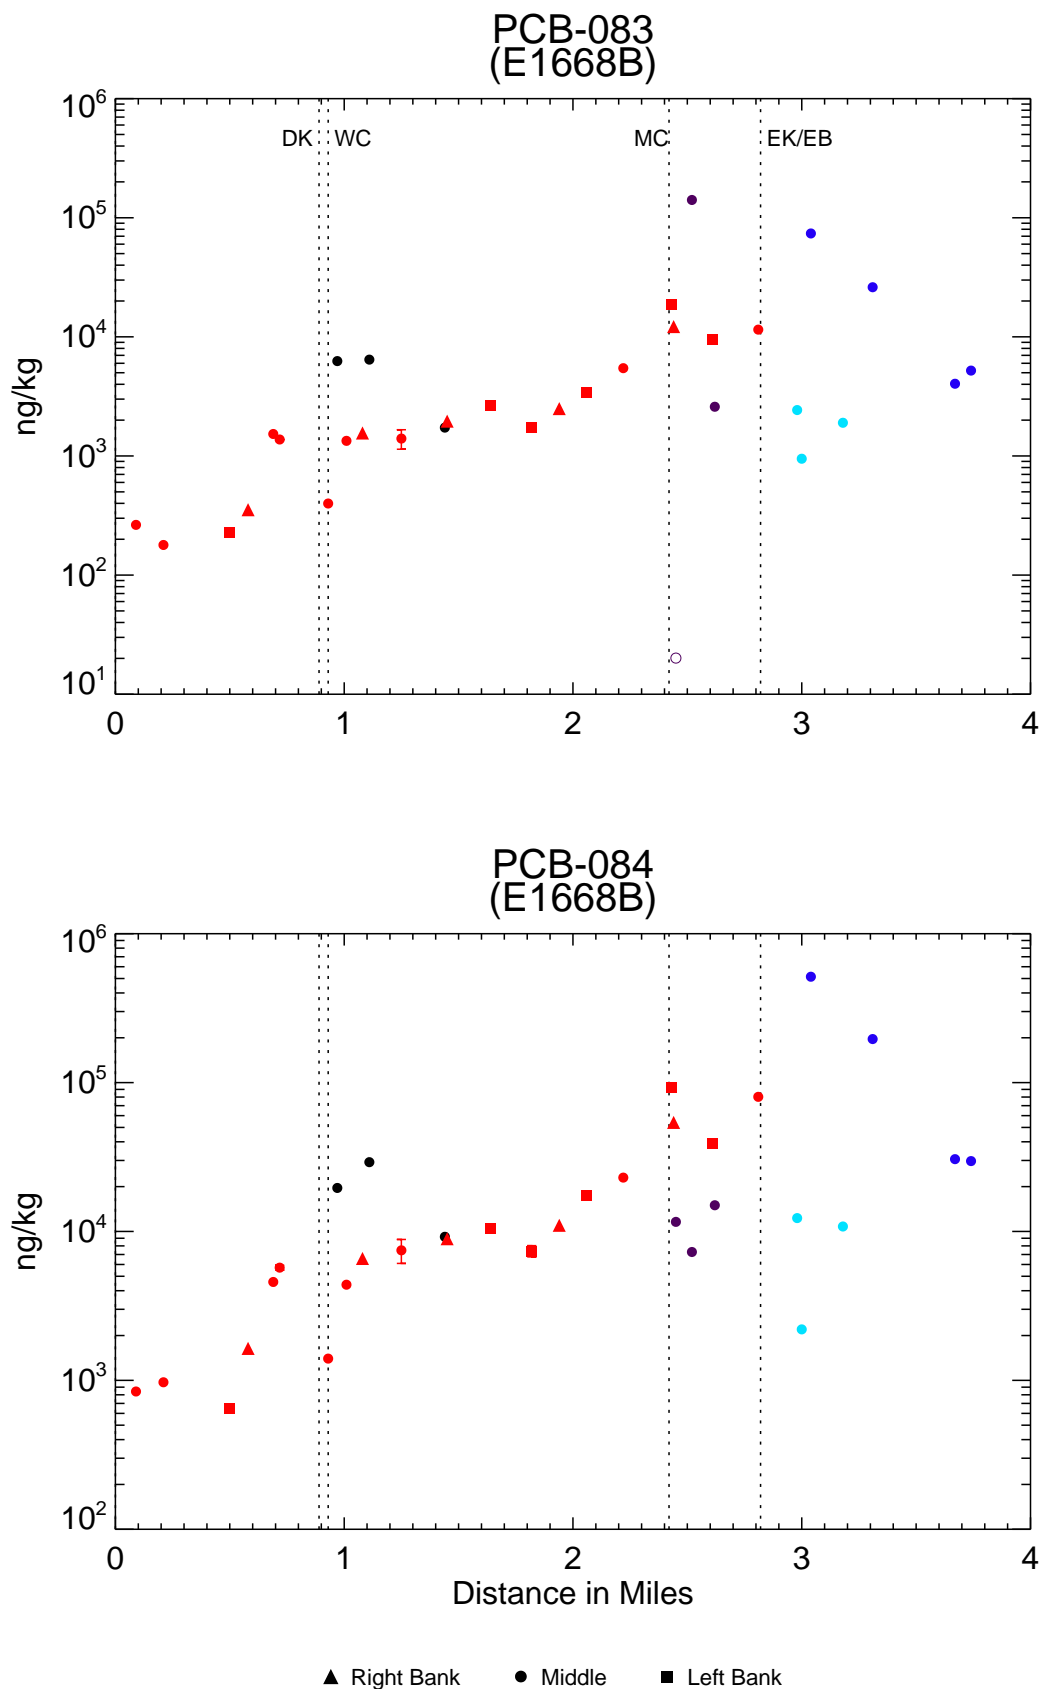 PCB-083
(E1668B)
10^6
DK WC MC EK/EB
10^5
10^4
ng/kg
10^3
10^2
10^1
0 1 2 3 4
PCB-084
(E1668B)
10^6
10^5
10^4
ng/kg
10^3
10^2
0 1 2 3 4
Distance in Miles
Right Bank Middle Left Bank